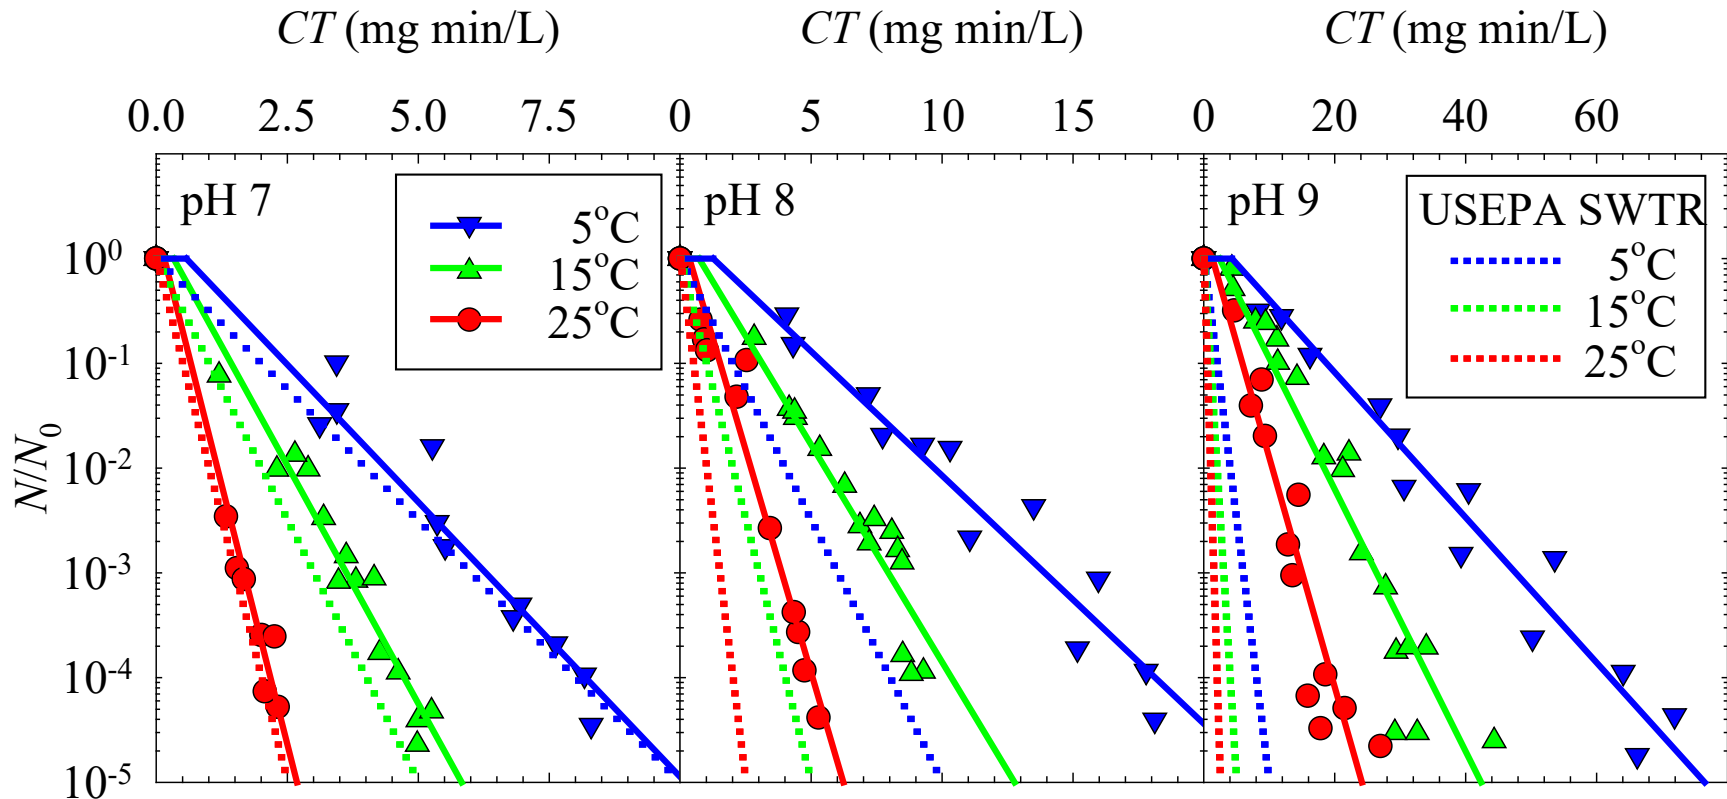 CT (mg min/L) CT (mg min/L) CT (mg min/L)
0.0 2.5 5.0 7.5 0 5 10 15 0 20 40 60
pH 7 pH 8 pH 9
5°C
15°C
25°C
USEPA SWTR
5°C
15°C
25°C
N/N₀
10⁰
10⁻¹
10⁻²
10⁻³
10⁻⁴
10⁻⁵